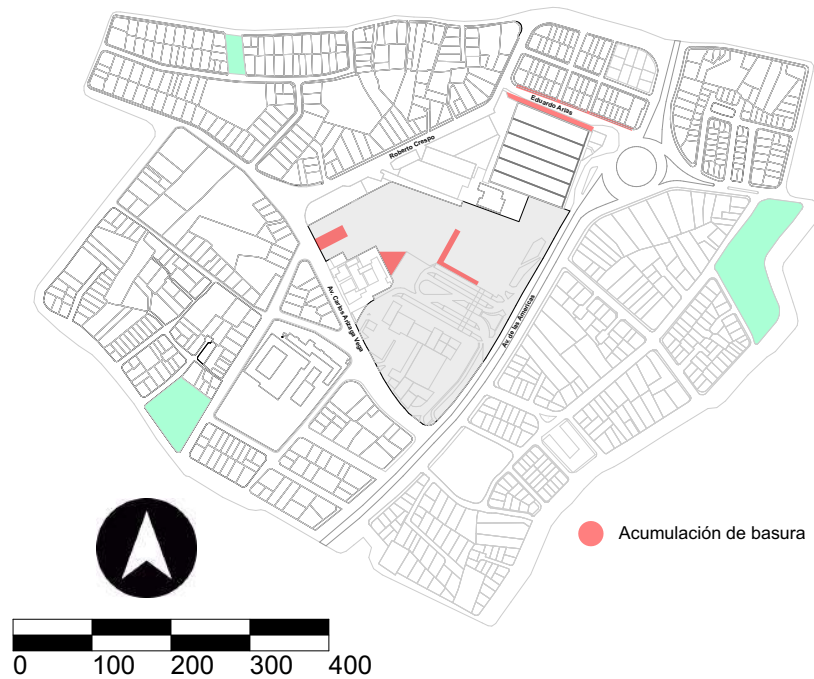 Eduardo Arias
Roberto Crespo
Av. Carlos Arízaga Vega
Av. de las Americas
Acumulación de basura
0 100 200 300 400